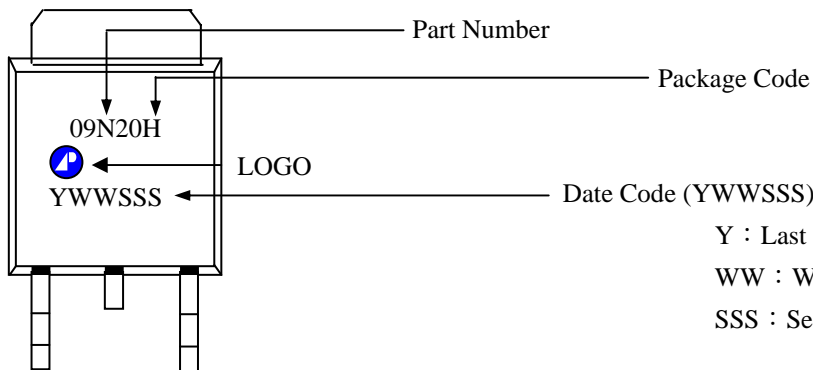 Part Number
Package Code
09N20H
LOGO
YWWSSS
Date Code (YWWSSS)
Y：Last
WW：W
SSS：Se